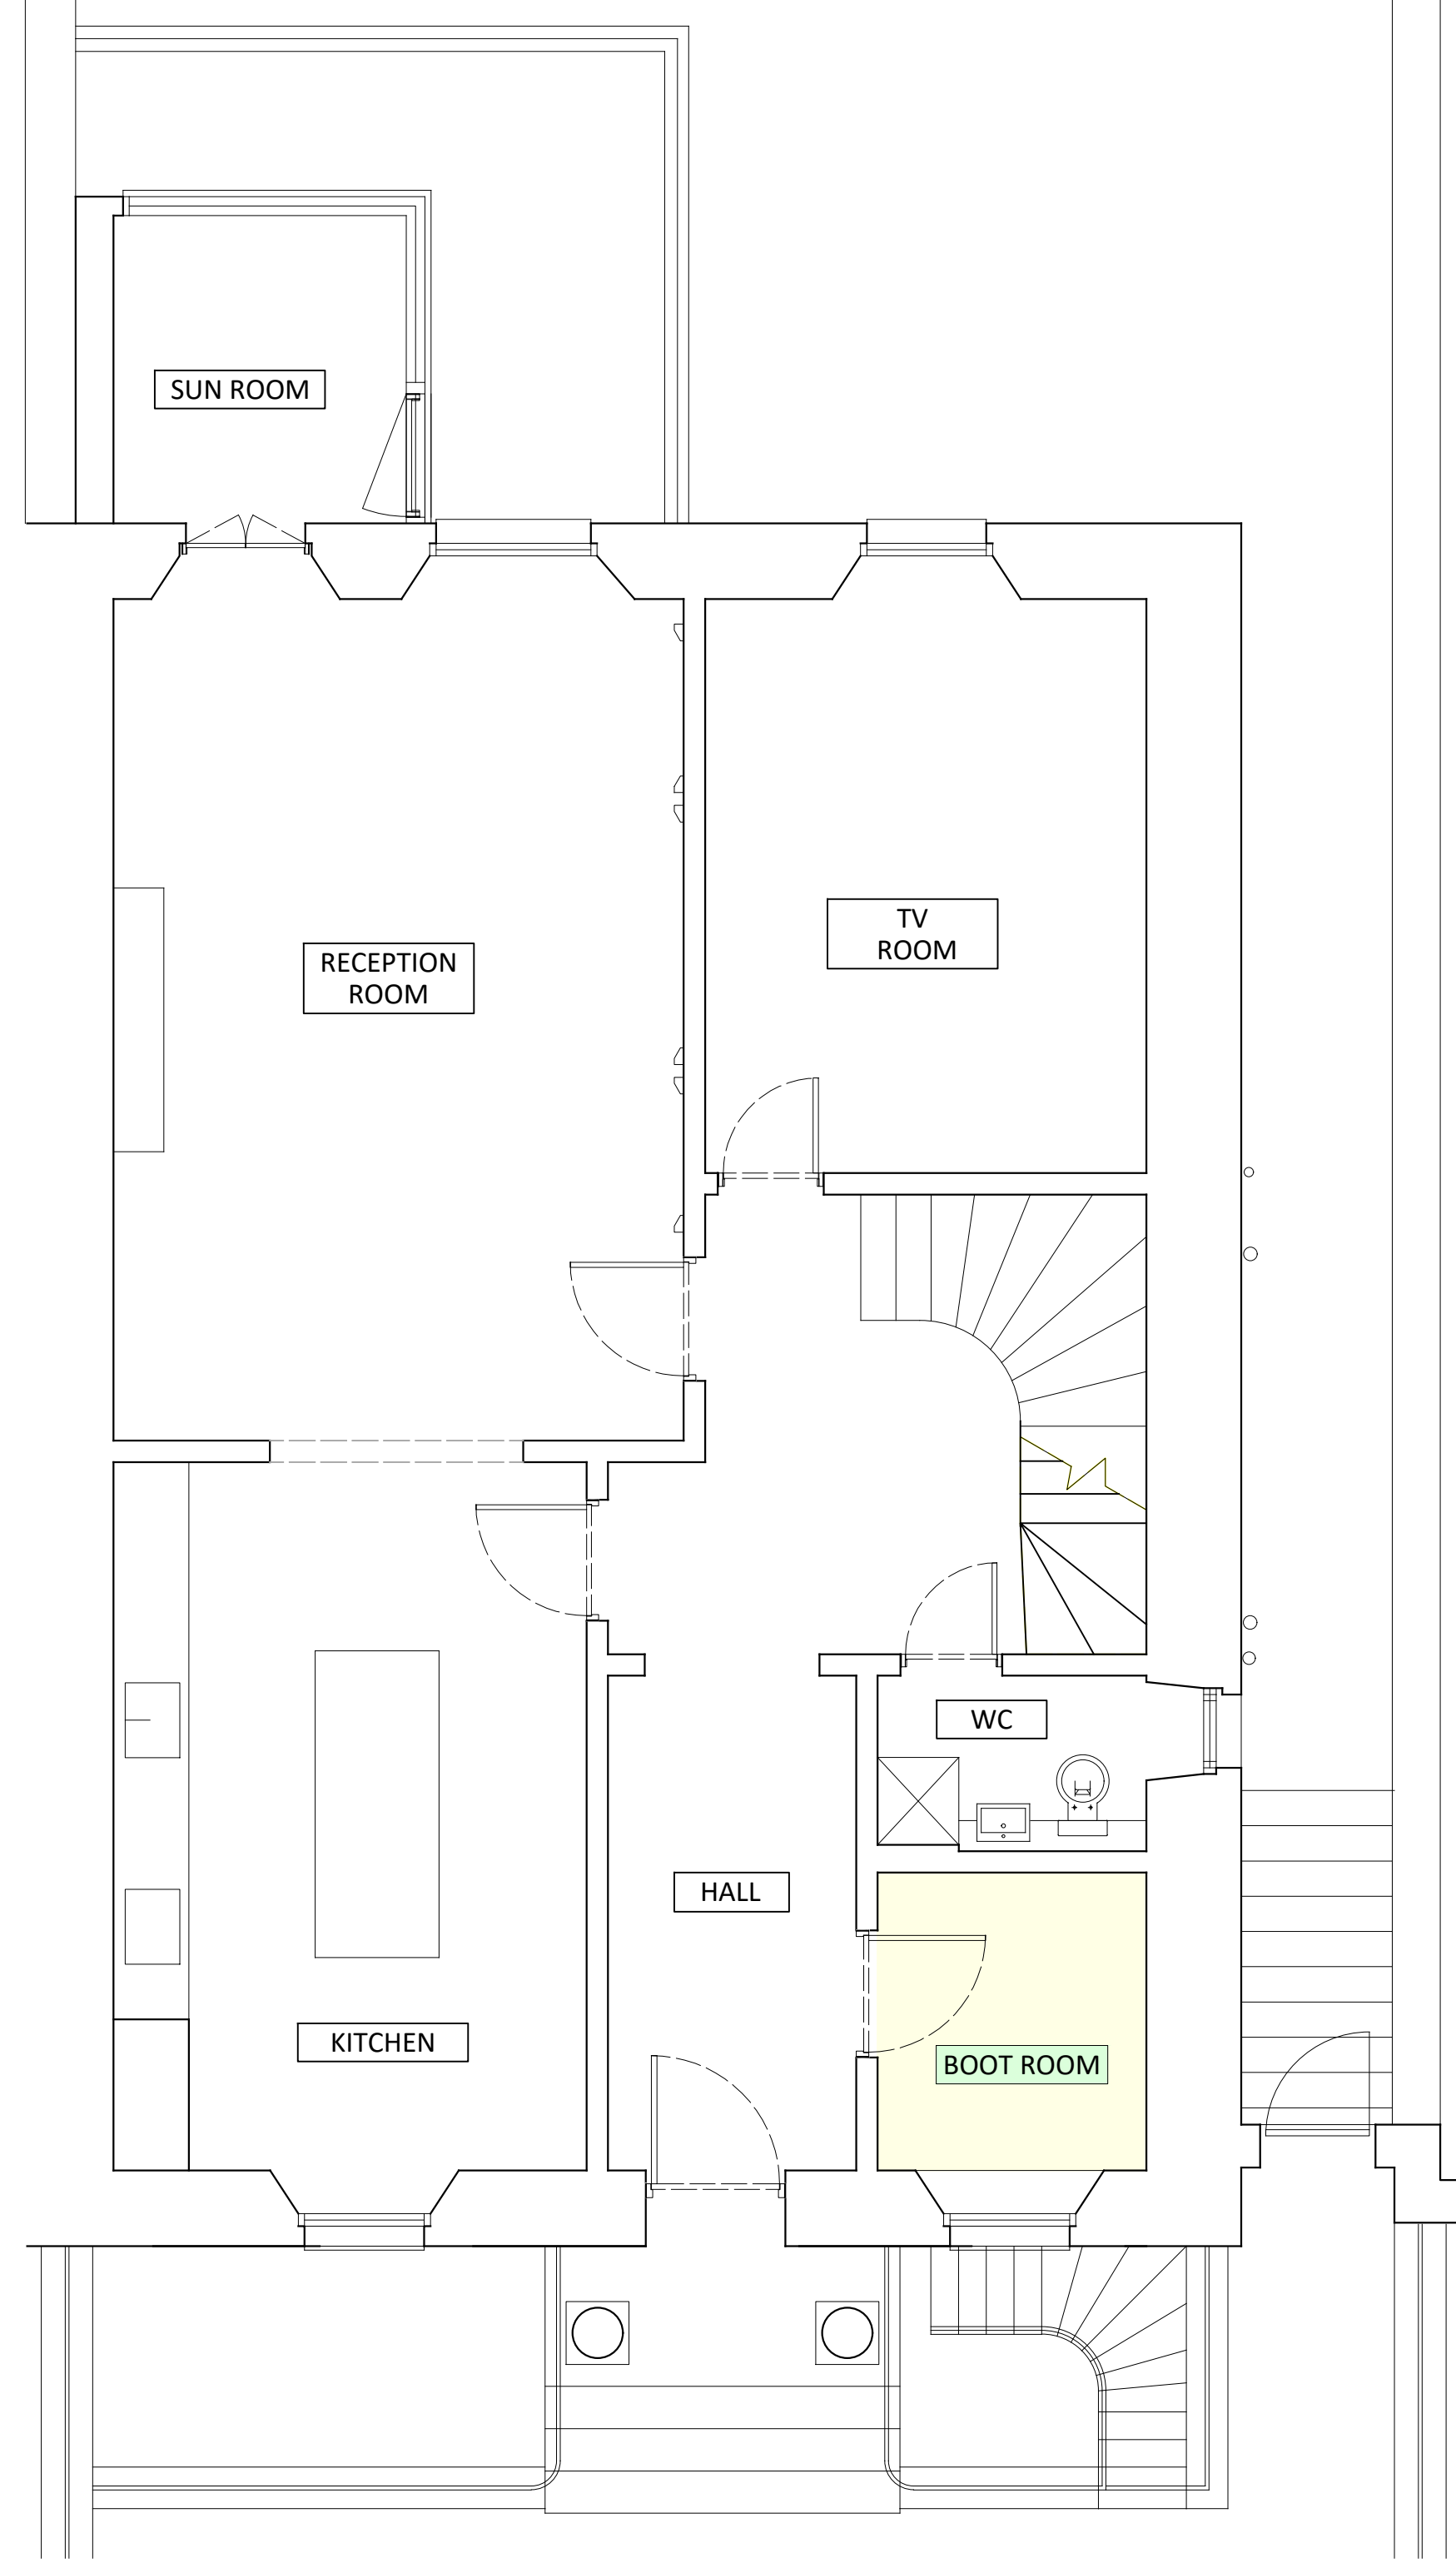 SUN ROOM
TV
ROOM
RECEPTION
ROOM
WC
HALL
KITCHEN
BOOT ROOM